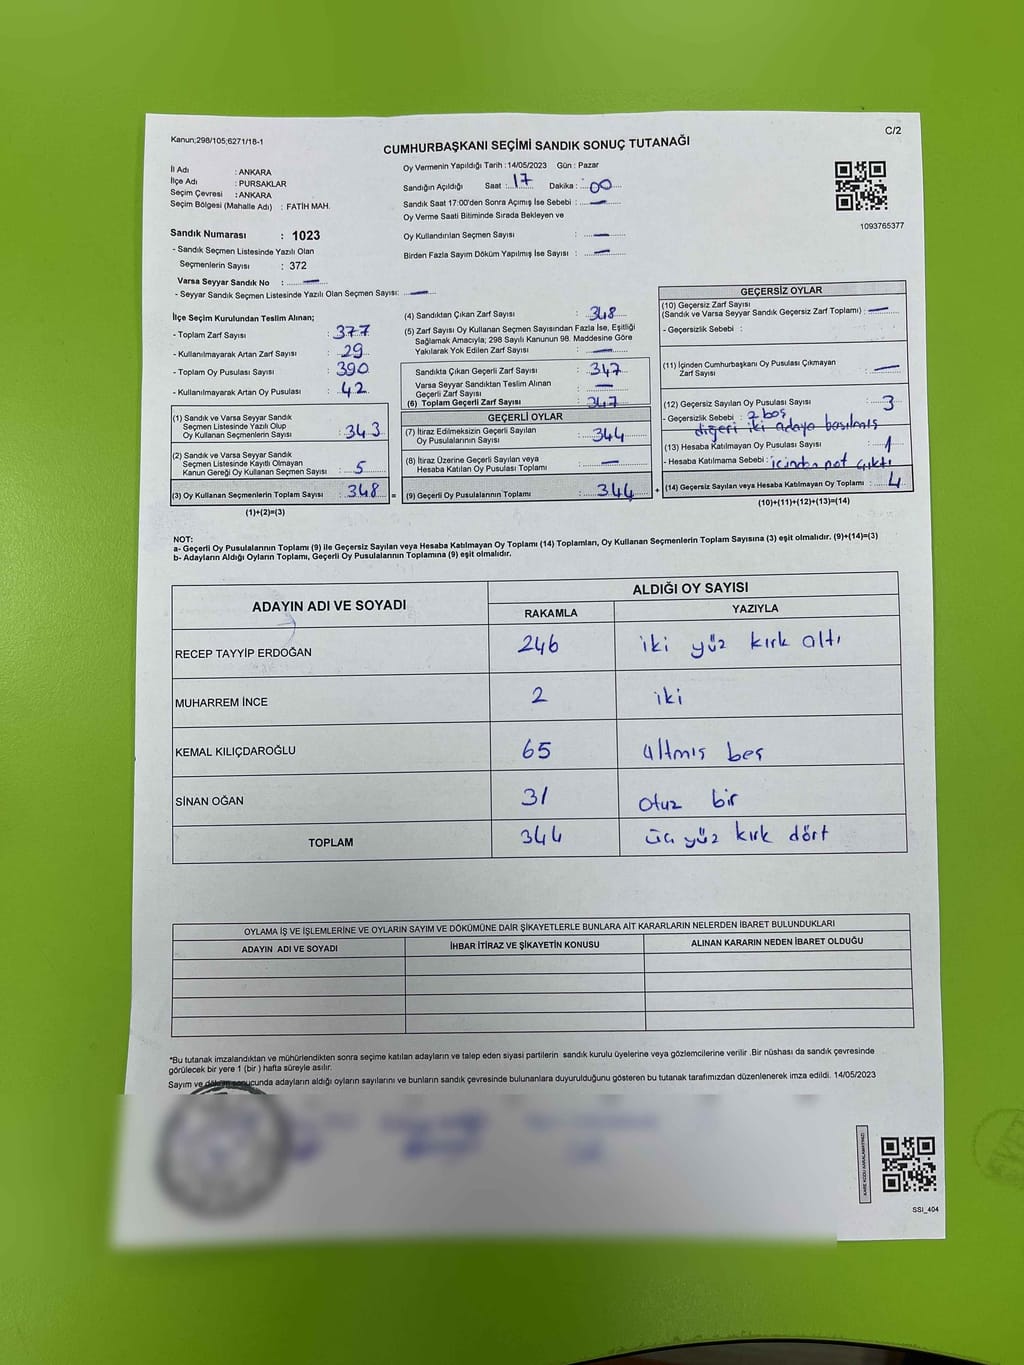 Kanun;298/105;6271/18-1
C/2
CUMHURBAŞKANI SEÇİMİ SANDIK SONUÇ TUTANAĞI
İl Adı : ANKARA
İlçe Adı : PURSAKLAR
Seçim Çevresi : ANKARA
Seçim Bölgesi (Mahalle Adı) : FATİH MAH.
Oy Vermenin Yapıldığı Tarih : 14/05/2023 Gün : Pazar
Sandığın Açıldığı Saat : 17 Dakika : 00
Sandık Saat 17:00'den Sonra Açımış İse Sebebi : —
Oy Verme Saati Bitiminde Sırada Bekleyen ve
Oy Kullandırılan Seçmen Sayısı : —
Birden Fazla Sayım Döküm Yapılmış İse Sayısı : —
1093765377
Sandık Numarası : 1023
- Sandık Seçmen Listesinde Yazılı Olan
Seçmenlerin Sayısı : 372
Varsa Seyyar Sandık No : —
- Seyyar Sandık Seçmen Listesinde Yazılı Olan Seçmen Sayısı: —
İlçe Seçim Kurulundan Teslim Alınan;
- Toplam Zarf Sayısı : 377
- Kullanılmayarak Artan Zarf Sayısı : 29
- Toplam Oy Pusulası Sayısı : 390
- Kullanılmayarak Artan Oy Pusulası : 42
(1) Sandık ve Varsa Seyyar Sandık
Seçmen Listesinde Yazılı Olup
Oy Kullanan Seçmenlerin Sayısı : 343
(2) Sandık ve Varsa Seyyar Sandık
Seçmen Listesinde Kayıtlı Olmayan
Kanun Gereği Oy Kullanan Seçmen Sayısı : 5
(3) Oy Kullanan Seçmenlerin Toplam Sayısı : 348 =
(1)+(2)=(3)
(4) Sandıktan Çıkan Zarf Sayısı : 348
(5) Zarf Sayısı Oy Kullanan Seçmen Sayısından Fazla İse, Eşitliği
Sağlamak Amacıyla; 298 Sayılı Kanunun 98. Maddesine Göre
Yakılarak Yok Edilen Zarf Sayısı : —
Sandıkta Çıkan Geçerli Zarf Sayısı : 347
Varsa Seyyar Sandıktan Teslim Alınan
Geçerli Zarf Sayısı : —
(6) Toplam Geçerli Zarf Sayısı : 347
GEÇERLİ OYLAR
(7) İtiraz Edilmeksizin Geçerli Sayılan
Oy Pusulalarının Sayısı : 344
(8) İtiraz Üzerine Geçerli Sayılan veya
Hesaba Katılan Oy Pusulası Toplamı : —
(9) Geçerli Oy Pusulalarının Toplamı : 344 +
GEÇERSİZ OYLAR
(10) Geçersiz Zarf Sayısı
(Sandık ve Varsa Seyyar Sandık Geçersiz Zarf Toplamı) : —
- Geçersizlik Sebebi :
(11) İçinden Cumhurbaşkanı Oy Pusulası Çıkmayan
Zarf Sayısı : —
(12) Geçersiz Sayılan Oy Pusulası Sayısı : 3
- Geçersizlik Sebebi : 2 boş
diğeri iki adaya basılmış
(13) Hesaba Katılmayan Oy Pusulası Sayısı : 1
- Hesaba Katılmama Sebebi : içinden not çıktı
(14) Geçersiz Sayılan veya Hesaba Katılmayan Oy Toplamı : 4
(10)+(11)+(12)+(13)=(14)
NOT:
a- Geçerli Oy Pusulalarının Toplamı (9) ile Geçersiz Sayılan veya Hesaba Katılmayan Oy Toplamı (14) Toplamları, Oy Kullanan Seçmenlerin Toplam Sayısına (3) eşit olmalıdır. (9)+(14)=(3)
b- Adayların Aldığı Oyların Toplamı, Geçerli Oy Pusulalarının Toplamına (9) eşit olmalıdır.
ADAYIN ADI VE SOYADI ALDIĞI OY SAYISI
RAKAMLA YAZIYLA
RECEP TAYYİP ERDOĞAN 246 iki yüz kırk altı
MUHARREM İNCE 2 iki
KEMAL KILIÇDAROĞLU 65 altmış beş
SİNAN OĞAN 31 otuz bir
TOPLAM 344 üç yüz kırk dört
OYLAMA İŞ VE İŞLEMLERİNE VE OYLARIN SAYIM VE DÖKÜMÜNE DAİR ŞİKAYETLERLE BUNLARA AİT KARARLARIN NELERDEN İBARET BULUNDUKLARI
ADAYIN ADI VE SOYADI İHBAR İTİRAZ VE ŞİKAYETİN KONUSU ALINAN KARARIN NEDEN İBARET OLDUĞU
*Bu tutanak imzalandıktan ve mühürlendikten sonra seçime katılan adayların ve talep eden siyasi partilerin sandık kurulu üyelerine veya gözlemcilerine verilir .Bir nüshası da sandık çevresinde
görülecek bir yere 1 (bir ) hafta süreyle asılır.
Sayım ve döküm sonucunda adayların aldığı oyların sayılarını ve bunların sandık çevresinde bulunanlara duyurulduğunu gösteren bu tutanak tarafımızdan düzenlenerek imza edildi. 14/05/2023
KARE KODU KARALAMAYINIZ!
SSI_404